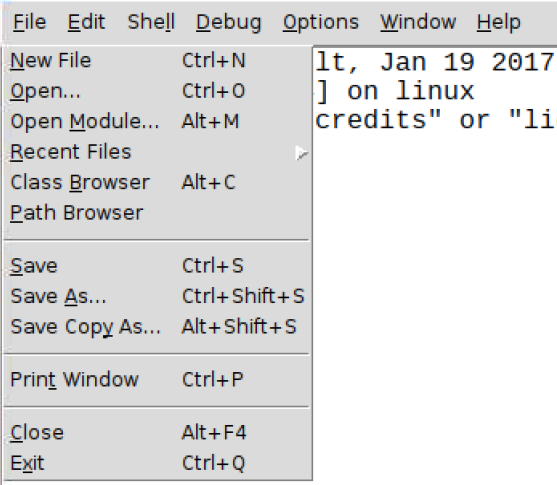 File Edit Shell Debug Options Window Help
New File Ctrl+N
Open... Ctrl+O
Open Module... Alt+M
Recent Files
Class Browser Alt+C
Path Browser
Save Ctrl+S
Save As... Ctrl+Shift+S
Save Copy As... Alt+Shift+S
Print Window Ctrl+P
Close Alt+F4
Exit Ctrl+Q
lt, Jan 19 2017
] on linux
credits" or "li